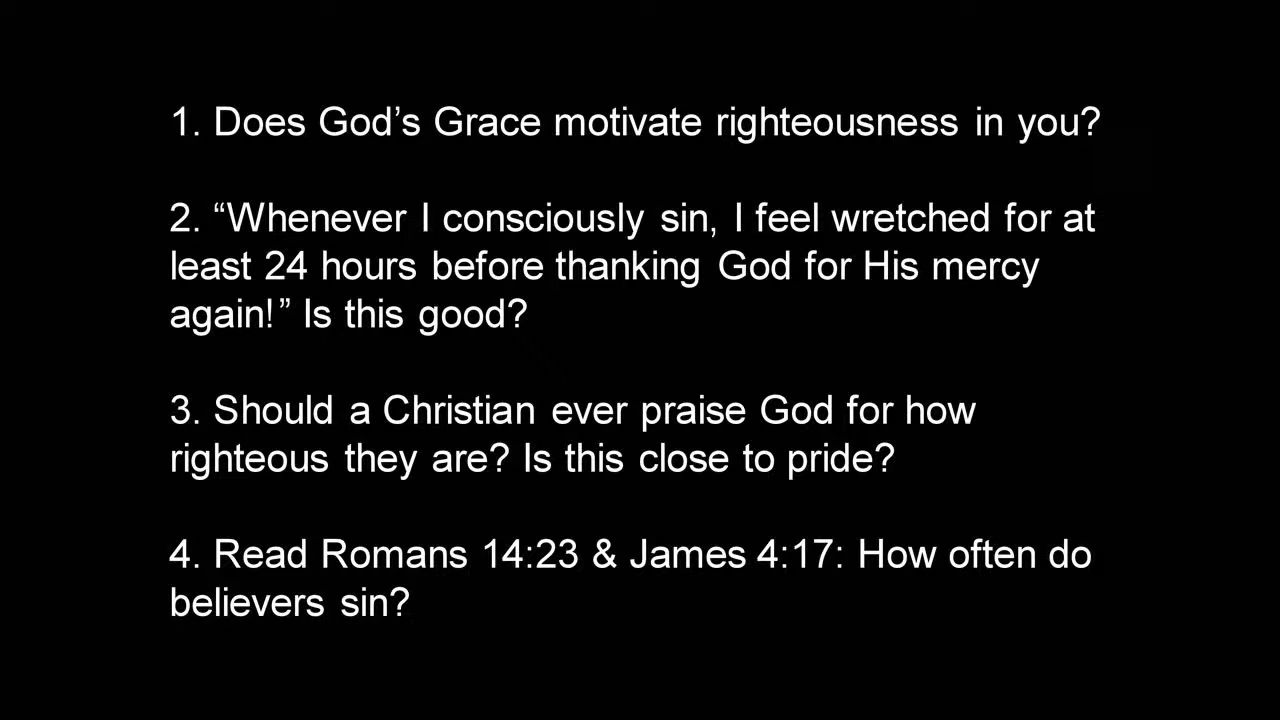 1. Does God’s Grace motivate righteousness in you?
2. “Whenever I consciously sin, I feel wretched for at
least 24 hours before thanking God for His mercy
again!” Is this good?
3. Should a Christian ever praise God for how
righteous they are? Is this close to pride?
4. Read Romans 14:23 & James 4:17: How often do
believers sin?